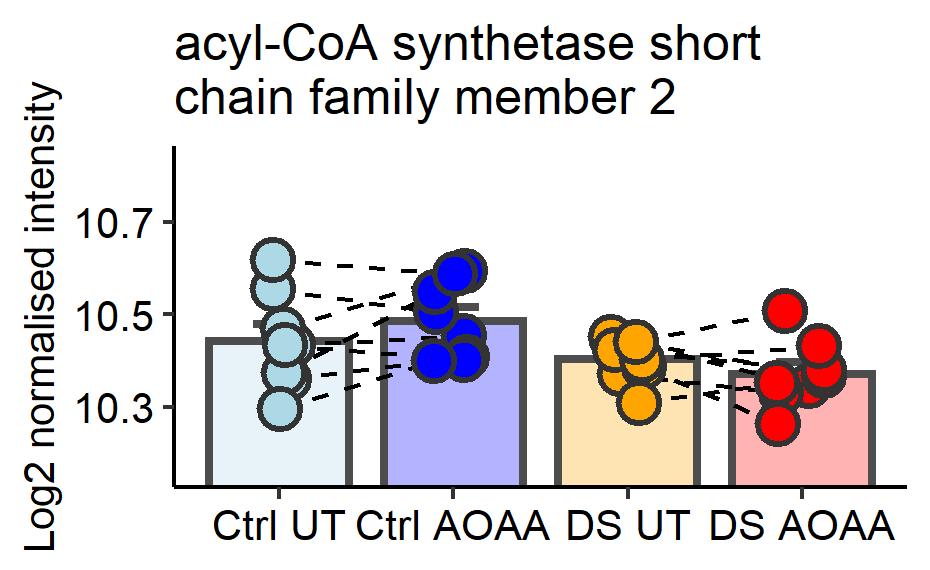 acyl-CoA synthetase short
chain family member 2
Log2 normalised intensity
10.7
10.5
10.3
Ctrl UT Ctrl AOAA DS UT DS AOAA